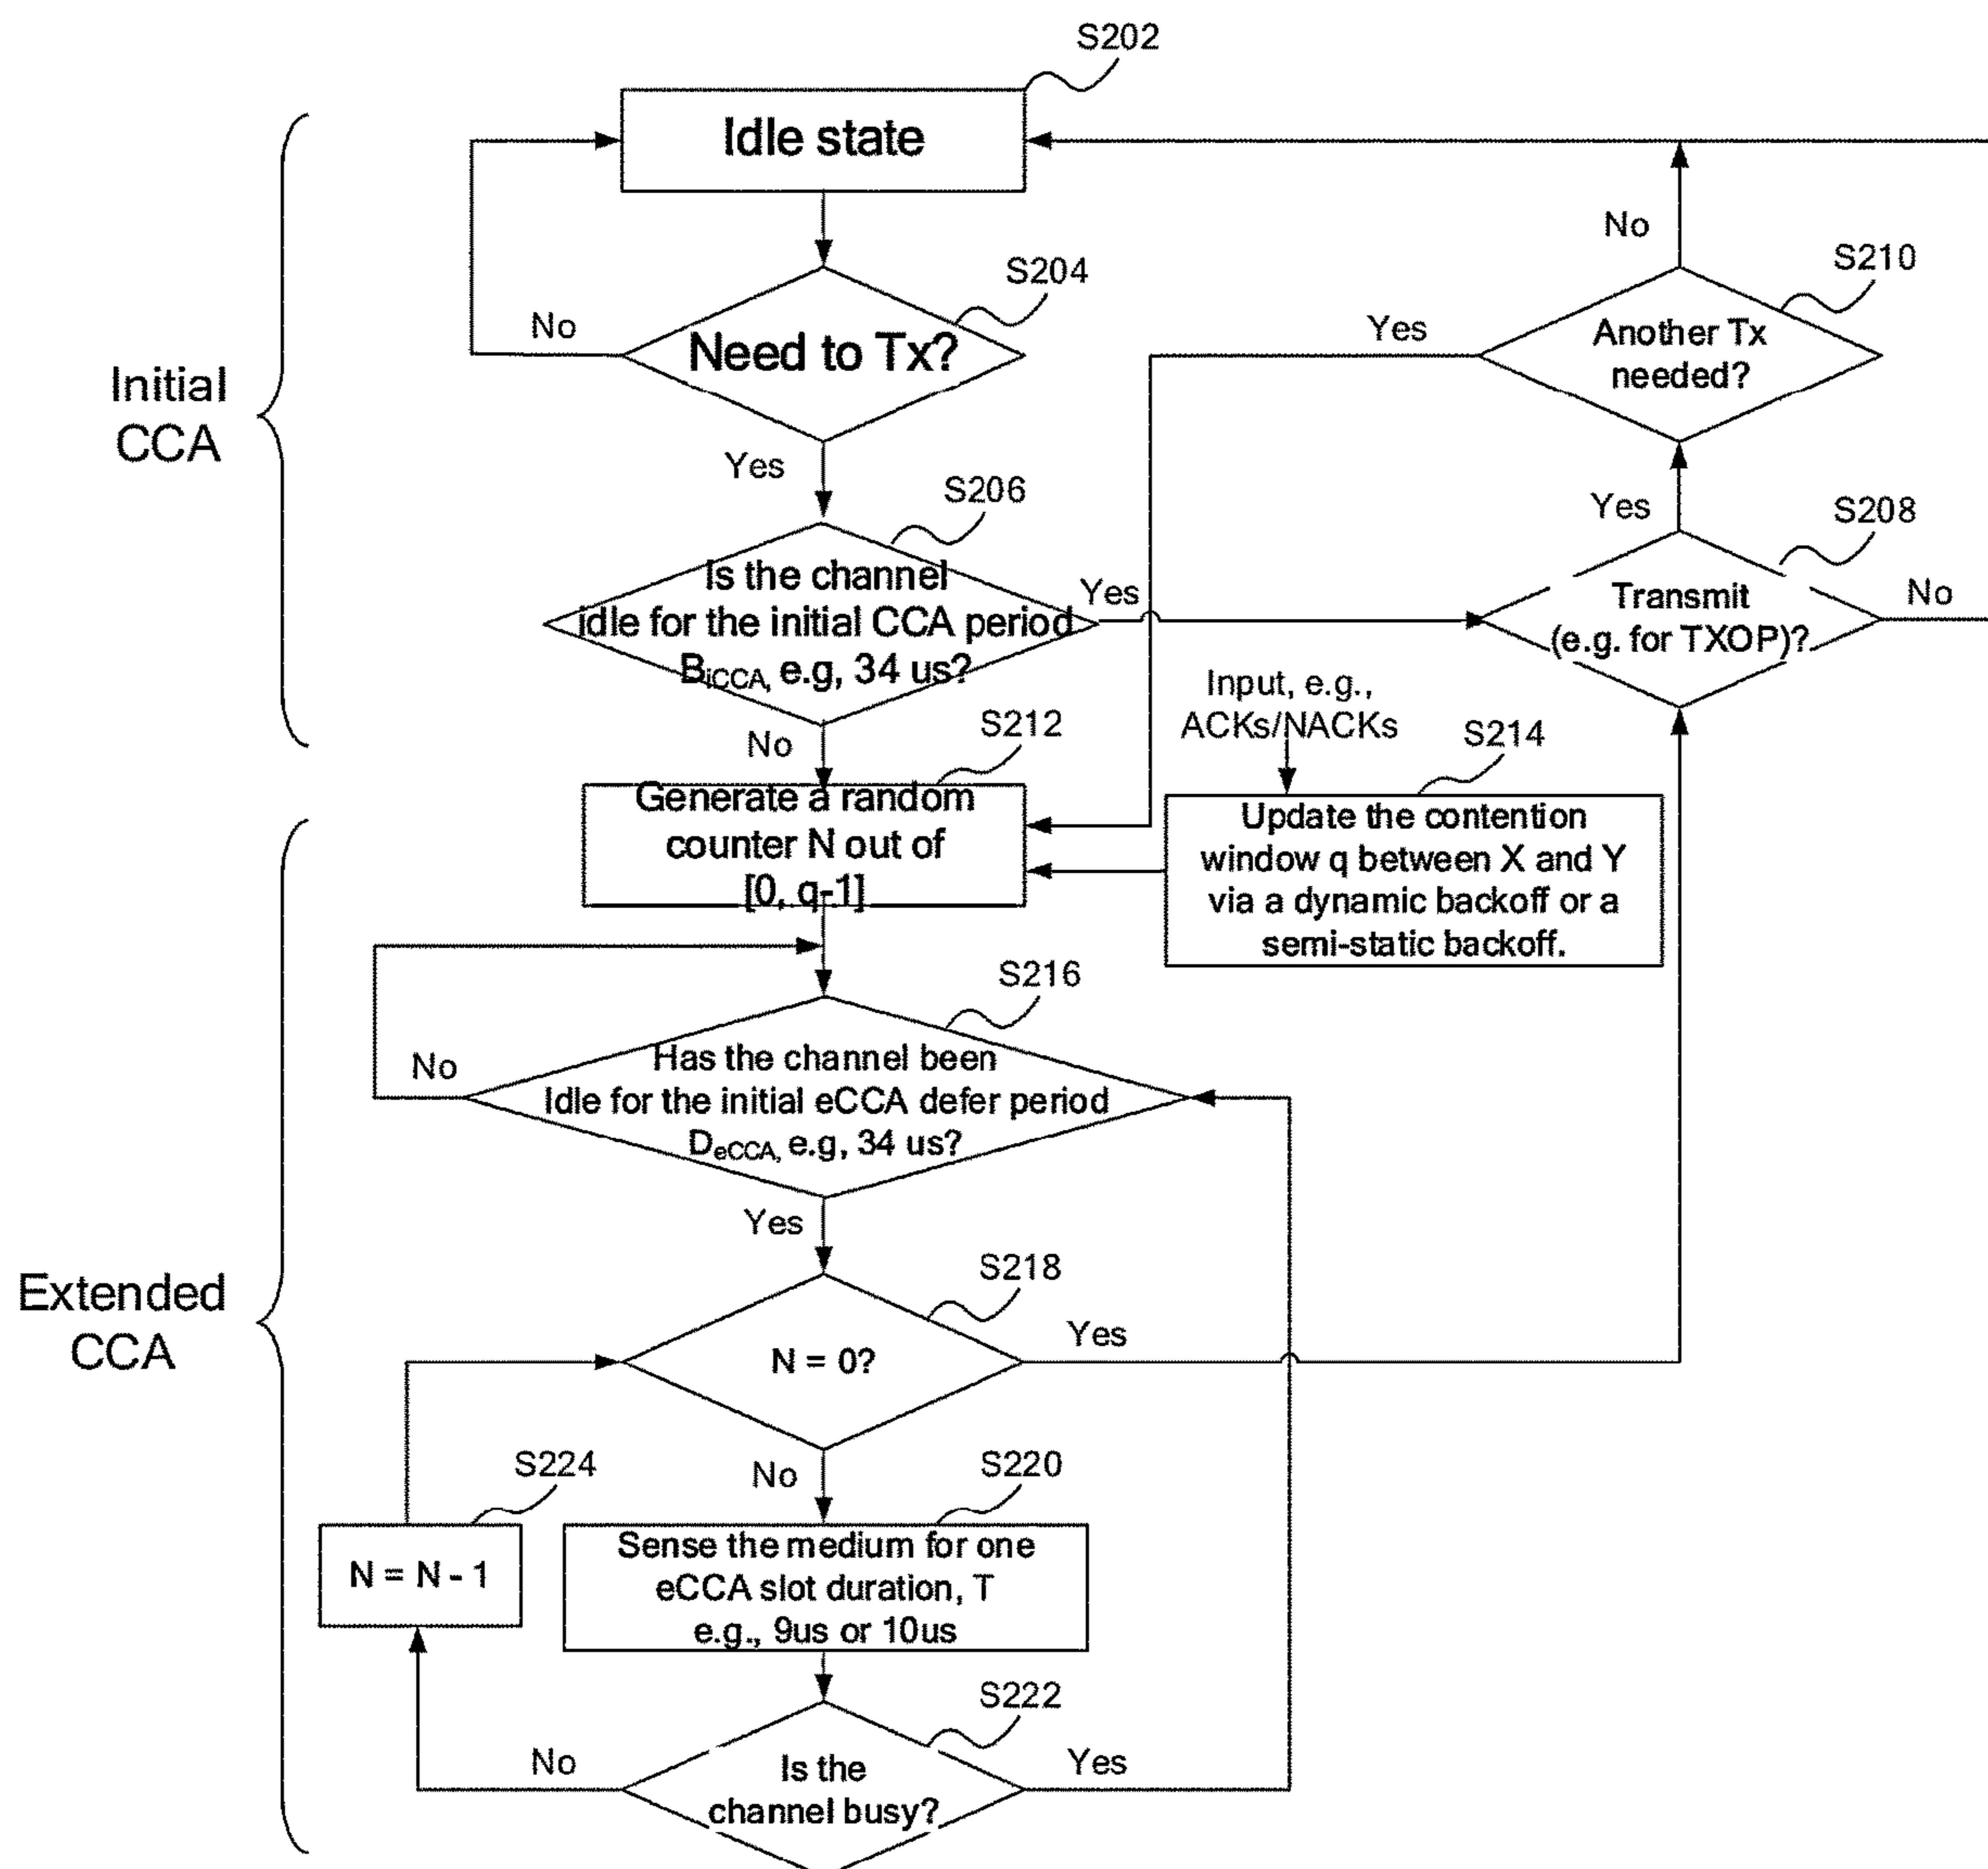 S202
Idle state
S204
Need to Tx?
No
Yes
Initial
CCA
S206
Is the channel
idle for the initial CCA period
BiCCA, e.g, 34 us?
Yes
No
S210
Another Tx
needed?
No
Yes
S208
Transmit
(e.g. for TXOP)?
Yes
No
S212
Generate a random
counter N out of
[0, q-1]
Input, e.g.,
ACKs/NACKs
S214
Update the contention
window q between X and Y
via a dynamic backoff or a
semi-static backoff.
Extended
CCA
S216
Has the channel been
Idle for the initial eCCA defer period
DeCCA, e.g, 34 us?
No
Yes
S218
N = 0?
Yes
No
S224
N = N - 1
S220
Sense the medium for one
eCCA slot duration, T
e.g., 9us or 10us
S222
Is the
channel busy?
No
Yes